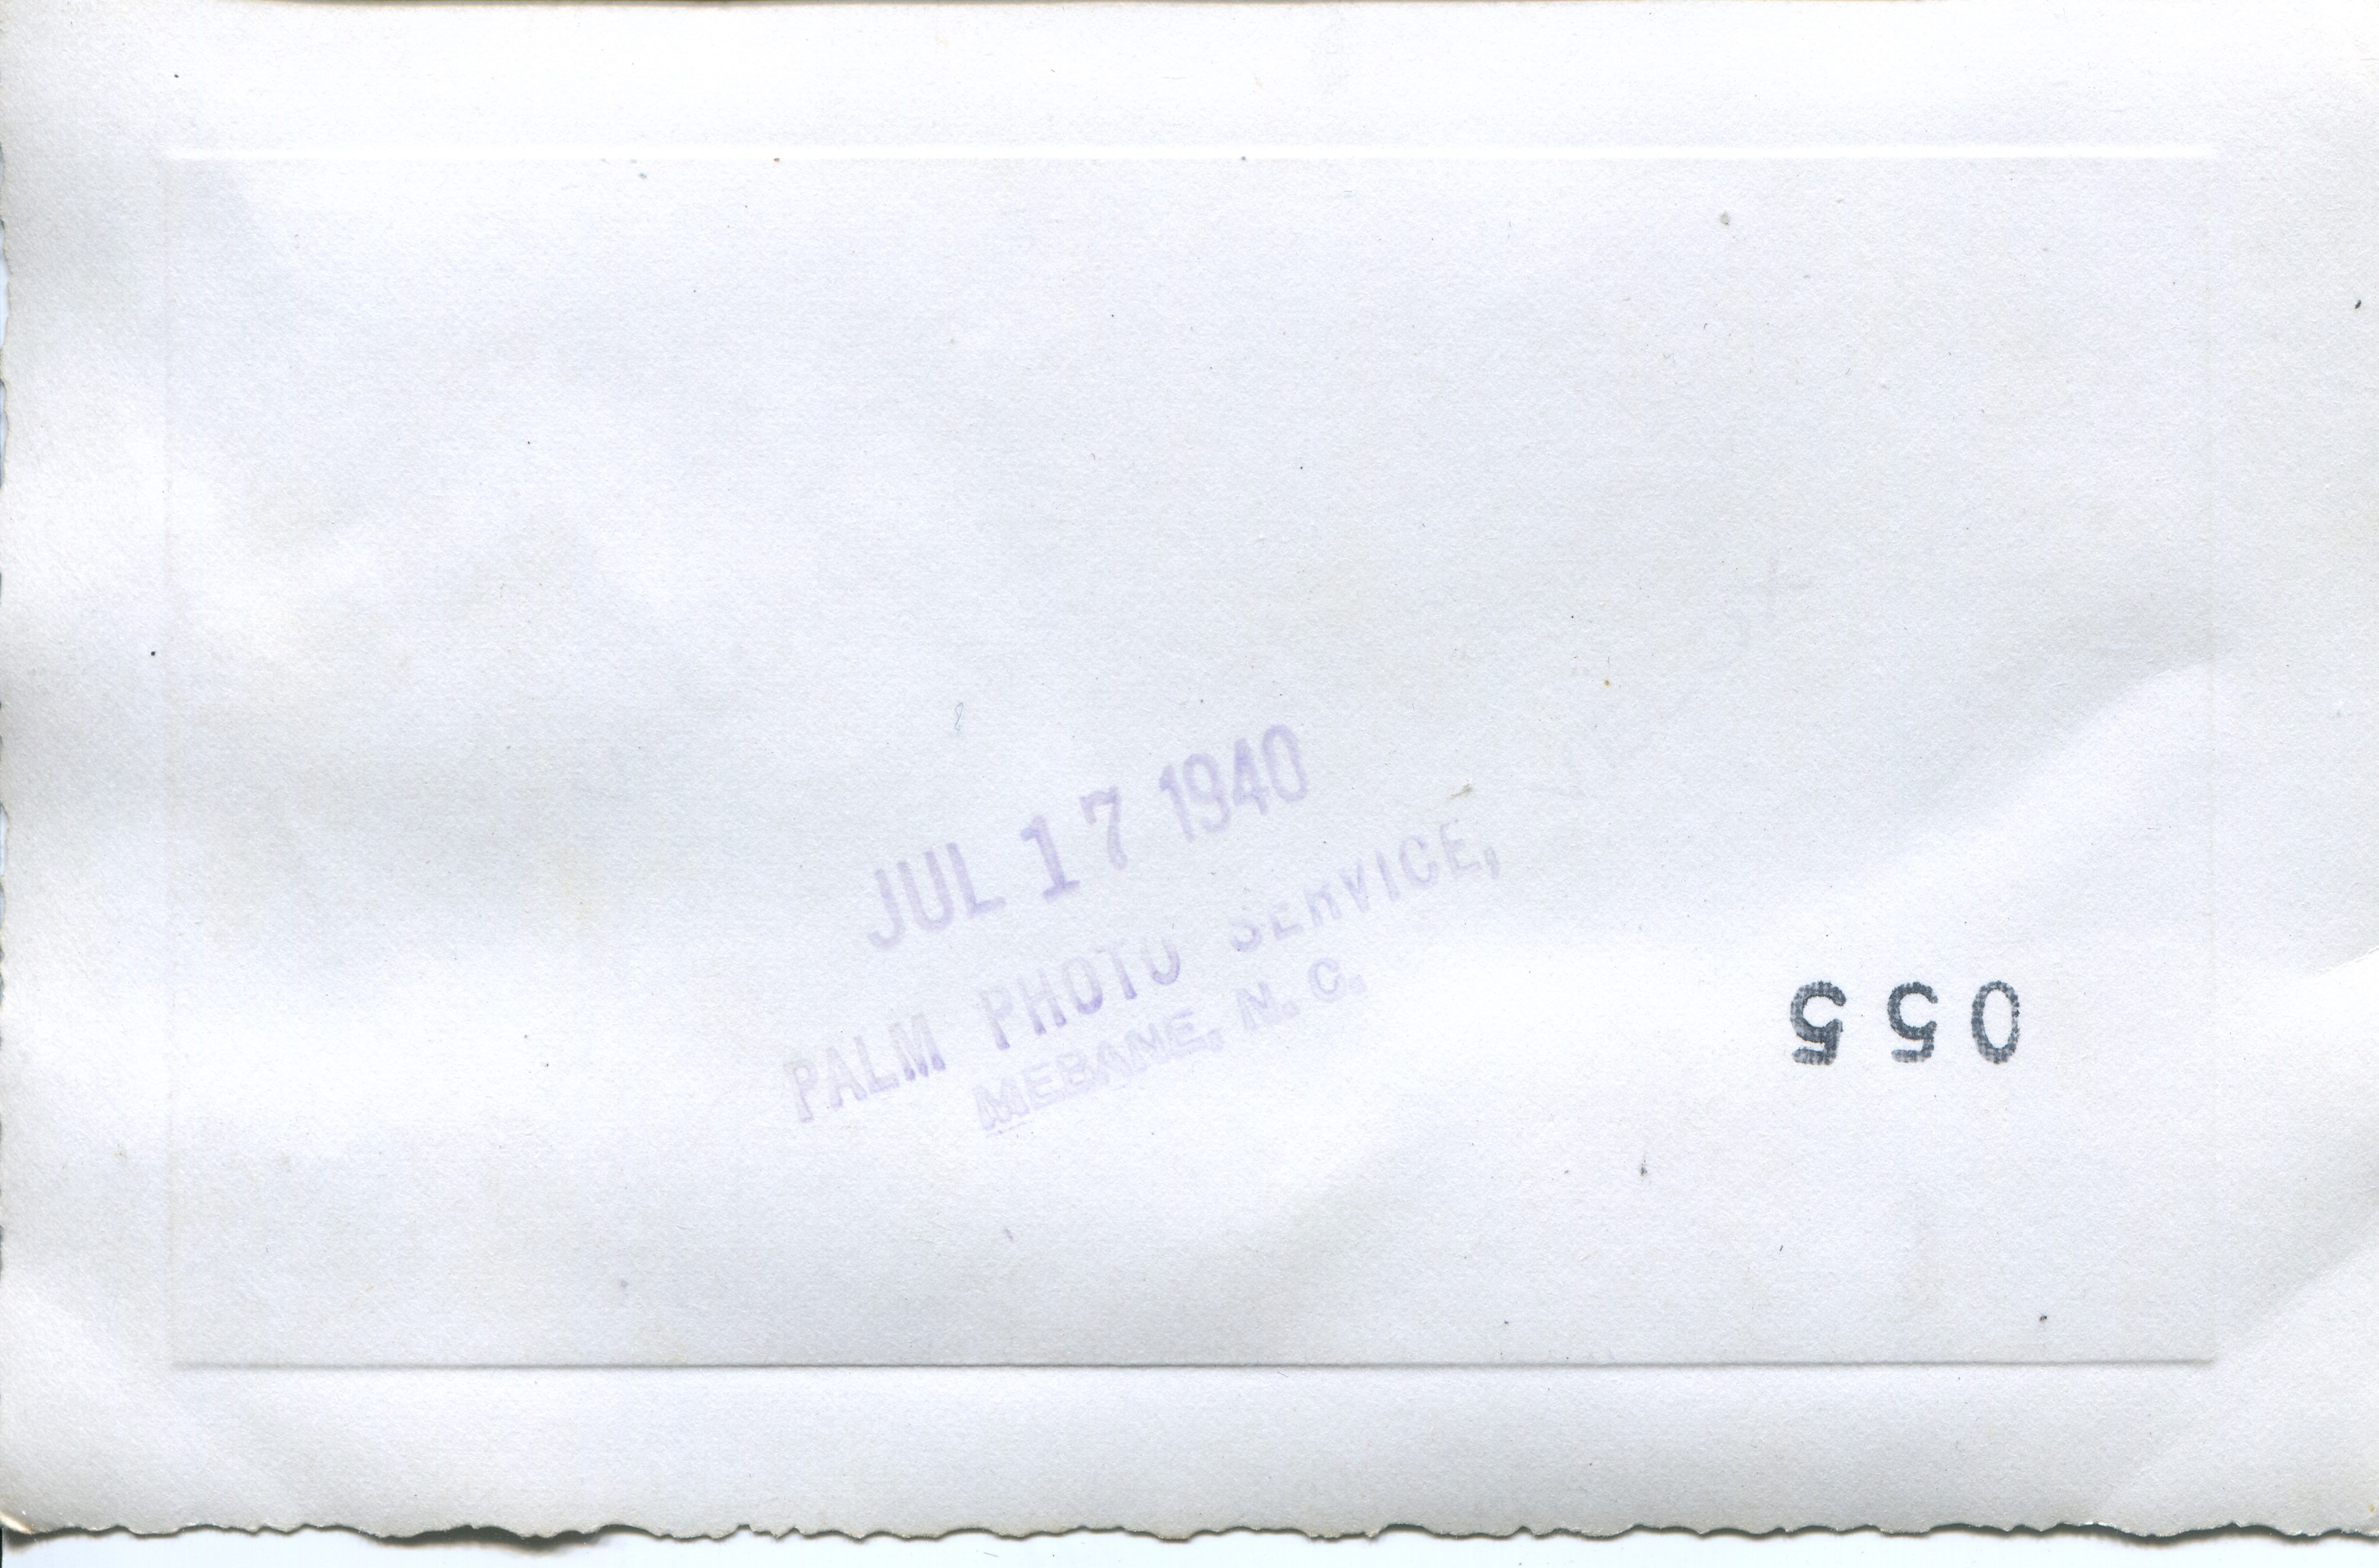 JUL 17 1940
PALM PHOTO SERVICE,
MEBANE, N. C.
055